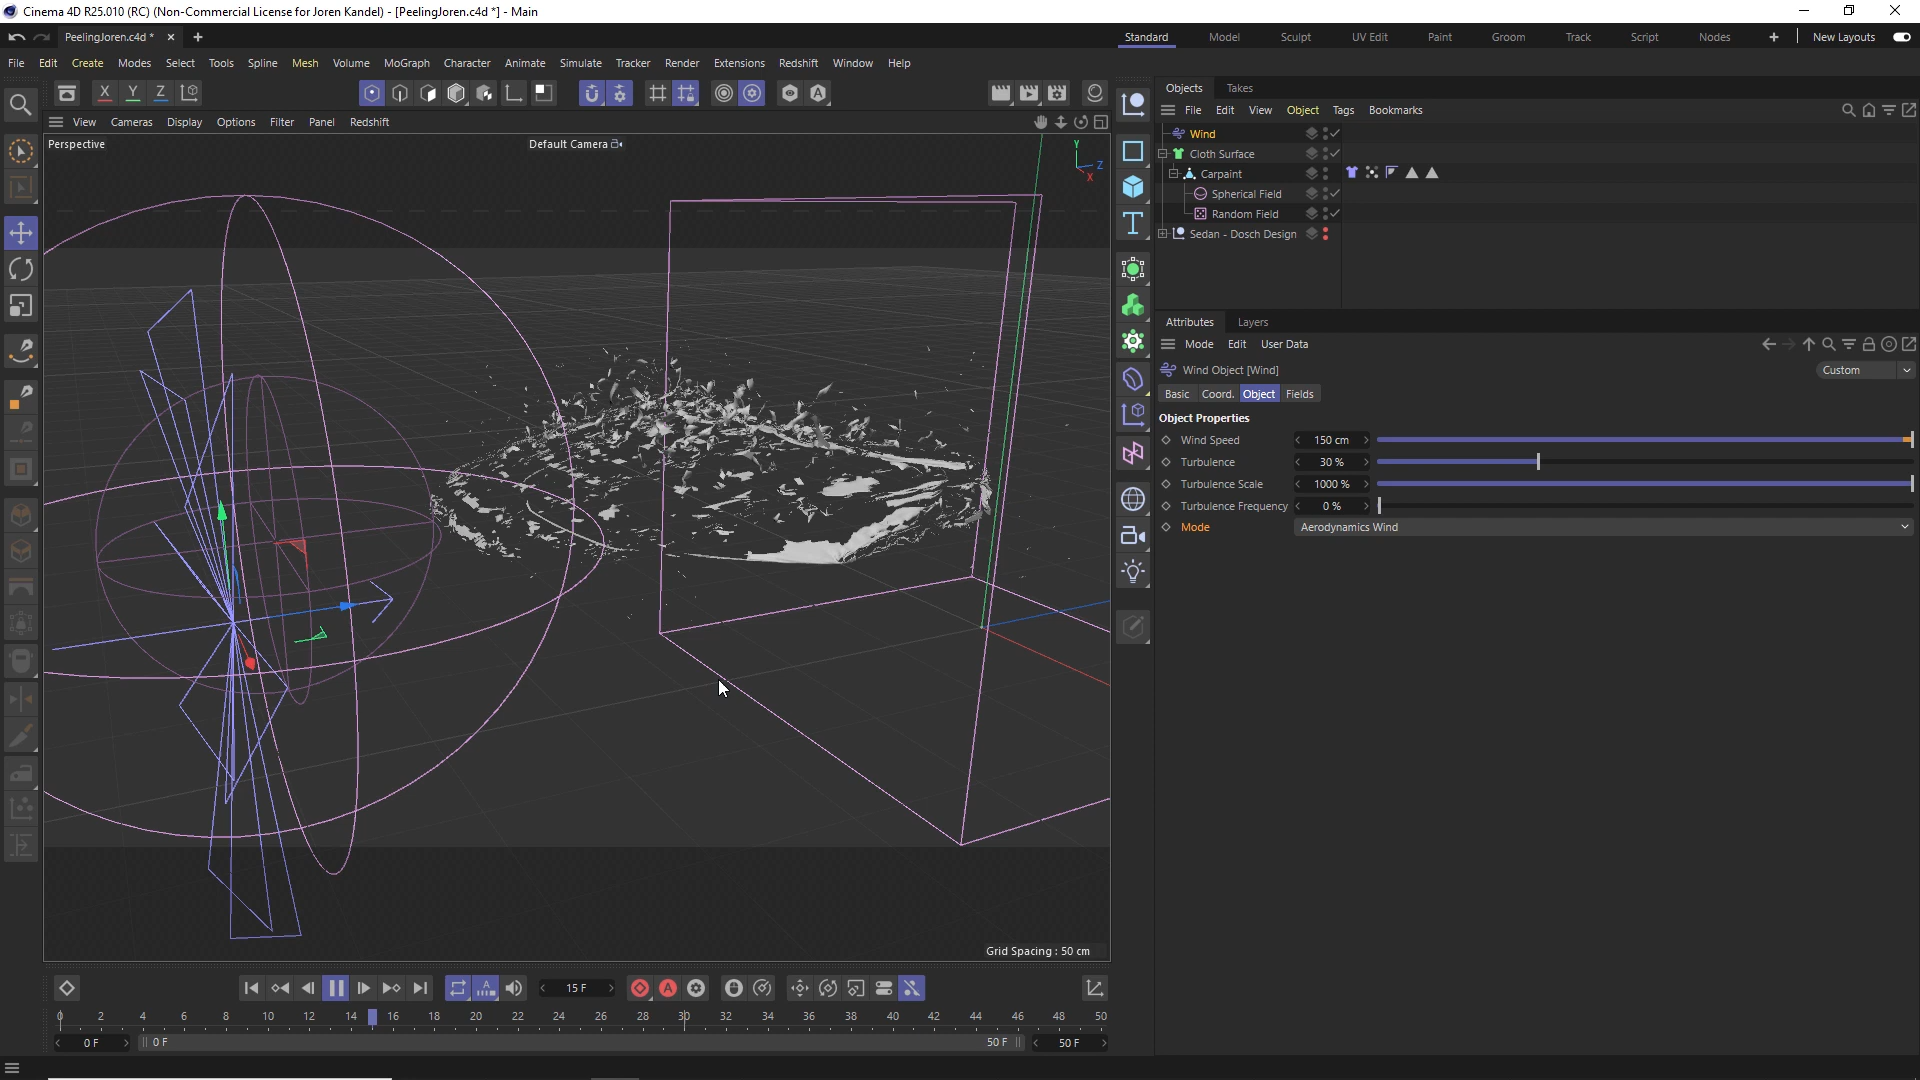 Cinema 4D R25.010 (RC) (Non-Commercial License for Joren Kandel) - [PeelingJoren.c4d *] - Main
PeelingJoren.c4d *
Standard Model Sculpt UV Edit Paint Groom Track Script Nodes New Layouts
File Edit Create Modes Select Tools Spline Mesh Volume MoGraph Character Animate Simulate Tracker Render Extensions Redshift Window Help
X Y Z
Objects Takes
File Edit View Object Tags Bookmarks
View Cameras Display Options Filter Panel Redshift
Perspective
Default Camera
Y
Z
X
Wind
Cloth Surface
Carpaint
Spherical Field
Random Field
Sedan - Dosch Design
Attributes Layers
Mode Edit User Data
Wind Object [Wind]
Custom
Basic Coord. Object Fields
Object Properties
Wind Speed 150 cm
Turbulence 30 %
Turbulence Scale 1000 %
Turbulence Frequency 0 %
Mode Aerodynamics Wind
Grid Spacing : 50 cm
15 F
0 2 4 6 8 10 12 14 16 18 20 22 24 26 28 30 32 34 36 38 40 42 44 46 48 50
0 F 0 F 50 F 50 F